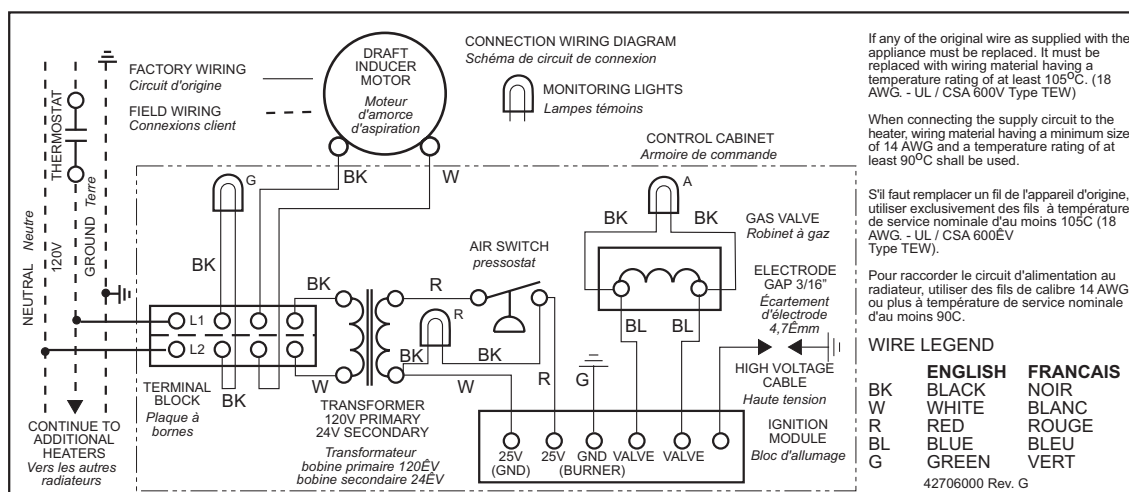 CONNECTION WIRING DIAGRAM
Schéma de circuit de connexion
FACTORY WIRING
Circuit d'origine
FIELD WIRING
Connexions client
DRAFT
INDUCER
MOTOR
Moteur
d'amorce
d'aspiration
MONITORING LIGHTS
Lampes témoins
CONTROL CABINET
Armoire de commande
THERMOSTAT
NEUTRAL Neutre
120V
GROUND Terre
G
BK
W
BK
BK
L1
L2
TERMINAL
BLOCK
Plaque à
bornes
CONTINUE TO
ADDITIONAL
HEATERS
Vers les autres
radiateurs
BK
W
TRANSFORMER
120V PRIMARY
24V SECONDARY
Transformateur
bobine primaire 120ÊV
bobine secondaire 24ÊV
R
AIR SWITCH
pressostat
R
BK
BK
W
R
G
A
BK
BK
GAS VALVE
Robinet à gaz
BL
BL
ELECTRODE
GAP 3/16"
Écartement
d'électrode
4,7Êmm
HIGH VOLTAGE
CABLE
Haute tension
25V
(GND)
25V
GND
(BURNER)
VALVE
VALVE
IGNITION
MODULE
Bloc d'allumage
If any of the original wire as supplied with the
appliance must be replaced. It must be
replaced with wiring material having a
temperature rating of at least 105°C. (18
AWG. - UL / CSA 600V Type TEW)
When connecting the supply circuit to the
heater, wiring material having a minimum size
of 14 AWG and a temperature rating of at
least 90°C shall be used.
S'il faut remplacer un fil de l'appareil d'origine,
utiliser exclusivement des fils à température
de service nominale d'au moins 105C (18
AWG. - UL / CSA 600ÊV
Type TEW).
Pour raccorder le circuit d'alimentation au
radiateur, utiliser des fils de calibre 14 AWG
ou plus à température de service nominale
d'au moins 90C.
WIRE LEGEND
ENGLISH FRANCAIS
BK BLACK NOIR
W WHITE BLANC
R RED ROUGE
BL BLUE BLEU
G GREEN VERT
42706000 Rev. G